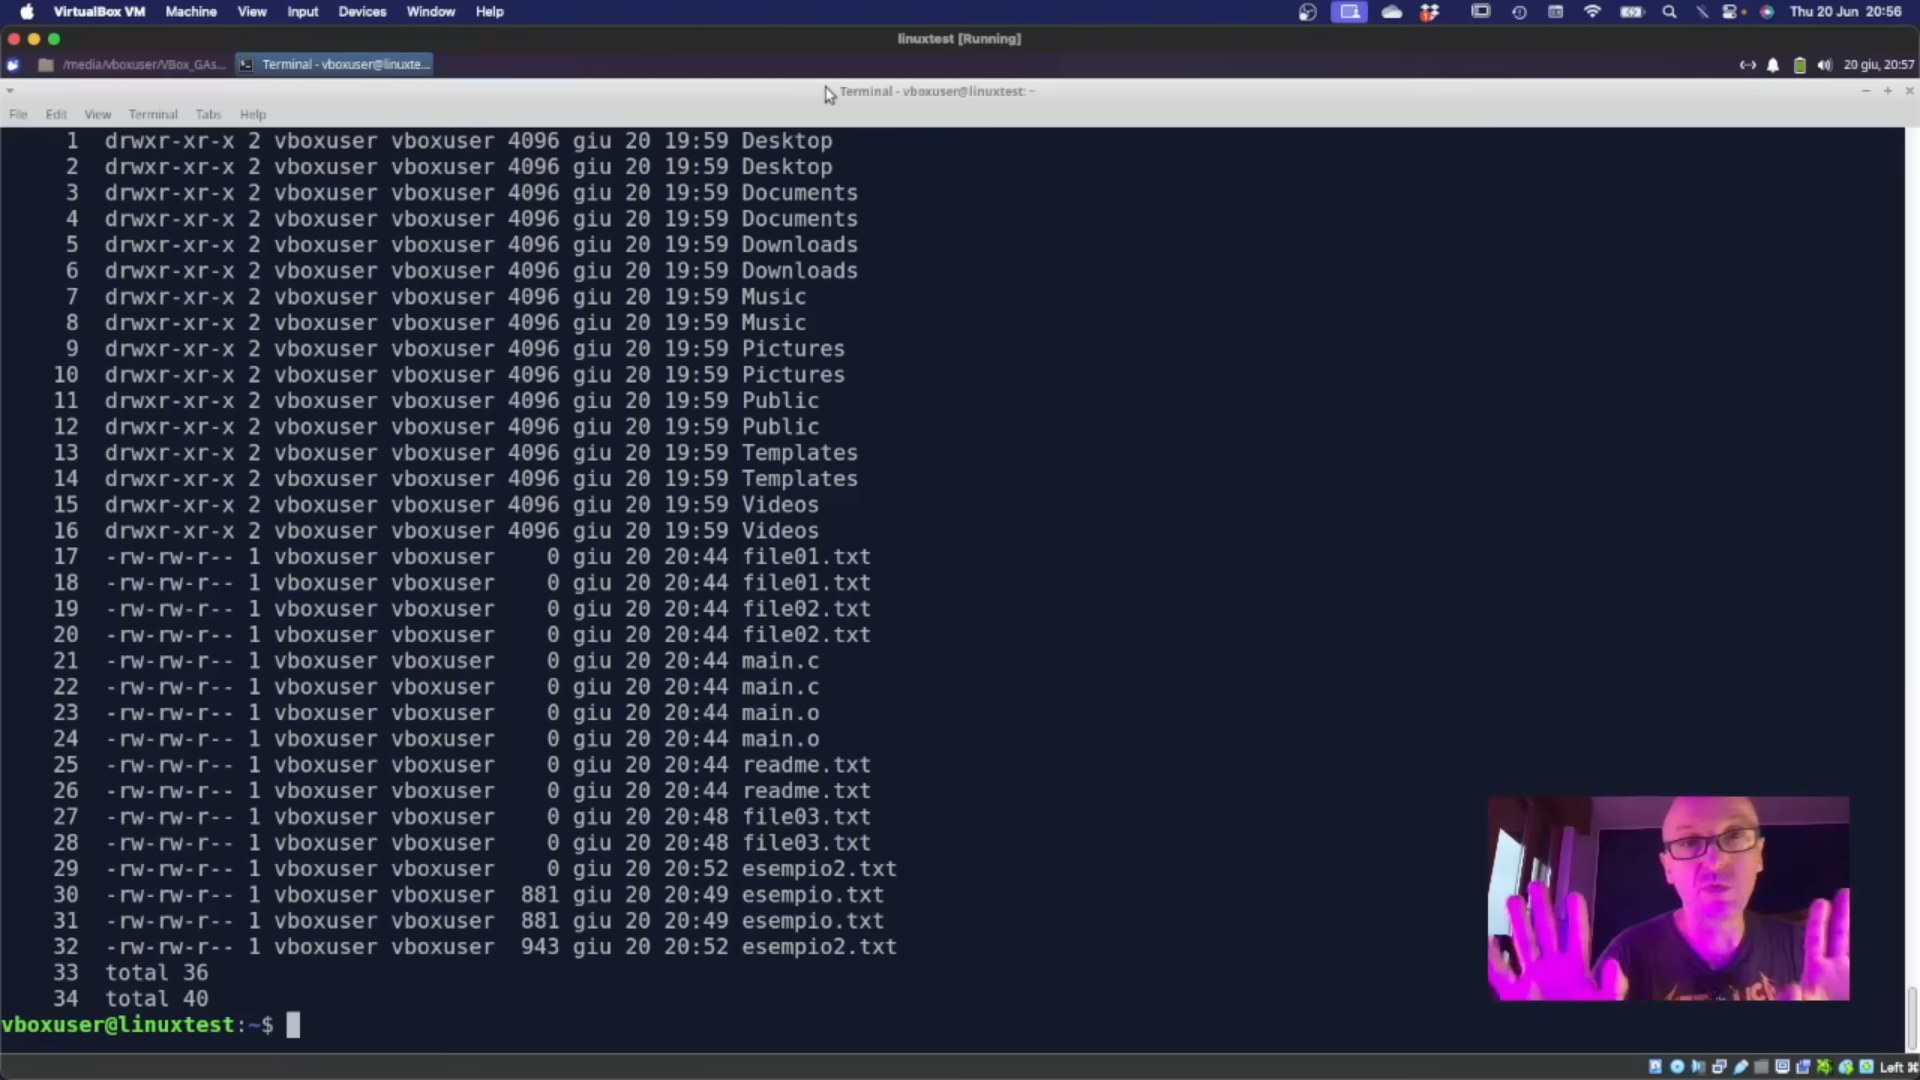 VirtualBox VM Machine View Input Devices Window Help Thu 20 Jun 20:56
linuxtest [Running]
/media/vboxuser/VBox_GAs... Terminal - vboxuser@linuxte... 20 giu, 20:57
Terminal - vboxuser@linuxtest: ~
File Edit View Terminal Tabs Help
1 drwxr-xr-x 2 vboxuser vboxuser 4096 giu 20 19:59 Desktop
2 drwxr-xr-x 2 vboxuser vboxuser 4096 giu 20 19:59 Desktop
3 drwxr-xr-x 2 vboxuser vboxuser 4096 giu 20 19:59 Documents
4 drwxr-xr-x 2 vboxuser vboxuser 4096 giu 20 19:59 Documents
5 drwxr-xr-x 2 vboxuser vboxuser 4096 giu 20 19:59 Downloads
6 drwxr-xr-x 2 vboxuser vboxuser 4096 giu 20 19:59 Downloads
7 drwxr-xr-x 2 vboxuser vboxuser 4096 giu 20 19:59 Music
8 drwxr-xr-x 2 vboxuser vboxuser 4096 giu 20 19:59 Music
9 drwxr-xr-x 2 vboxuser vboxuser 4096 giu 20 19:59 Pictures
10 drwxr-xr-x 2 vboxuser vboxuser 4096 giu 20 19:59 Pictures
11 drwxr-xr-x 2 vboxuser vboxuser 4096 giu 20 19:59 Public
12 drwxr-xr-x 2 vboxuser vboxuser 4096 giu 20 19:59 Public
13 drwxr-xr-x 2 vboxuser vboxuser 4096 giu 20 19:59 Templates
14 drwxr-xr-x 2 vboxuser vboxuser 4096 giu 20 19:59 Templates
15 drwxr-xr-x 2 vboxuser vboxuser 4096 giu 20 19:59 Videos
16 drwxr-xr-x 2 vboxuser vboxuser 4096 giu 20 19:59 Videos
17 -rw-rw-r-- 1 vboxuser vboxuser 0 giu 20 20:44 file01.txt
18 -rw-rw-r-- 1 vboxuser vboxuser 0 giu 20 20:44 file01.txt
19 -rw-rw-r-- 1 vboxuser vboxuser 0 giu 20 20:44 file02.txt
20 -rw-rw-r-- 1 vboxuser vboxuser 0 giu 20 20:44 file02.txt
21 -rw-rw-r-- 1 vboxuser vboxuser 0 giu 20 20:44 main.c
22 -rw-rw-r-- 1 vboxuser vboxuser 0 giu 20 20:44 main.c
23 -rw-rw-r-- 1 vboxuser vboxuser 0 giu 20 20:44 main.o
24 -rw-rw-r-- 1 vboxuser vboxuser 0 giu 20 20:44 main.o
25 -rw-rw-r-- 1 vboxuser vboxuser 0 giu 20 20:44 readme.txt
26 -rw-rw-r-- 1 vboxuser vboxuser 0 giu 20 20:44 readme.txt
27 -rw-rw-r-- 1 vboxuser vboxuser 0 giu 20 20:48 file03.txt
28 -rw-rw-r-- 1 vboxuser vboxuser 0 giu 20 20:48 file03.txt
29 -rw-rw-r-- 1 vboxuser vboxuser 0 giu 20 20:52 esempio2.txt
30 -rw-rw-r-- 1 vboxuser vboxuser 881 giu 20 20:49 esempio.txt
31 -rw-rw-r-- 1 vboxuser vboxuser 881 giu 20 20:49 esempio.txt
32 -rw-rw-r-- 1 vboxuser vboxuser 943 giu 20 20:52 esempio2.txt
33 total 36
34 total 40
vboxuser@linuxtest:~$
Left ⌘